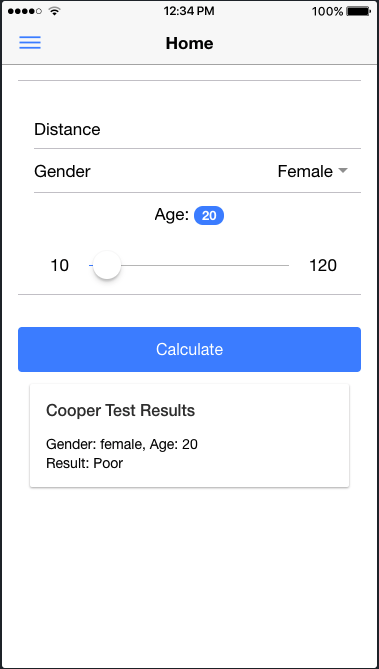 12:34 PM 100%
Home
Distance
Gender Female
Age: 20
10 120
Calculate
Cooper Test Results
Gender: female, Age: 20
Result: Poor